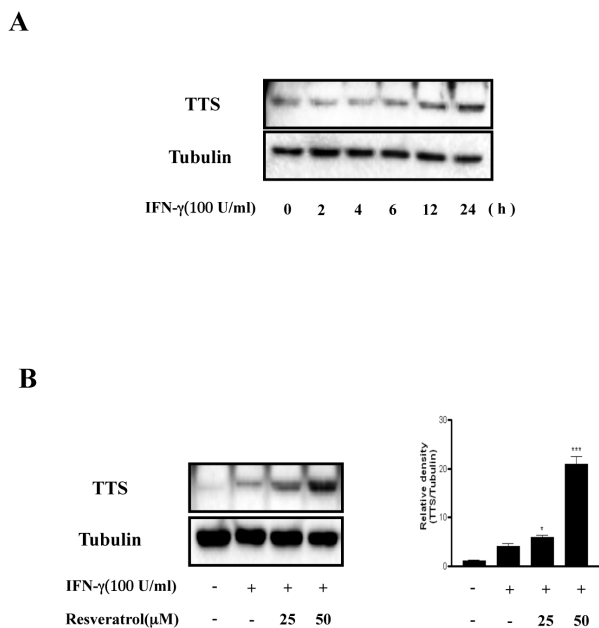 A
TTS
Tubulin
IFN-γ(100 U/ml) 0 2 4 6 12 24 ( h )
B
TTS
Tubulin
IFN-γ(100 U/ml) - + + +
Resveratrol(μM) - - 25 50
Relative density
(TTS/Tubulin)
30
20
10
0
†
†††
- + + +
- - 25 50